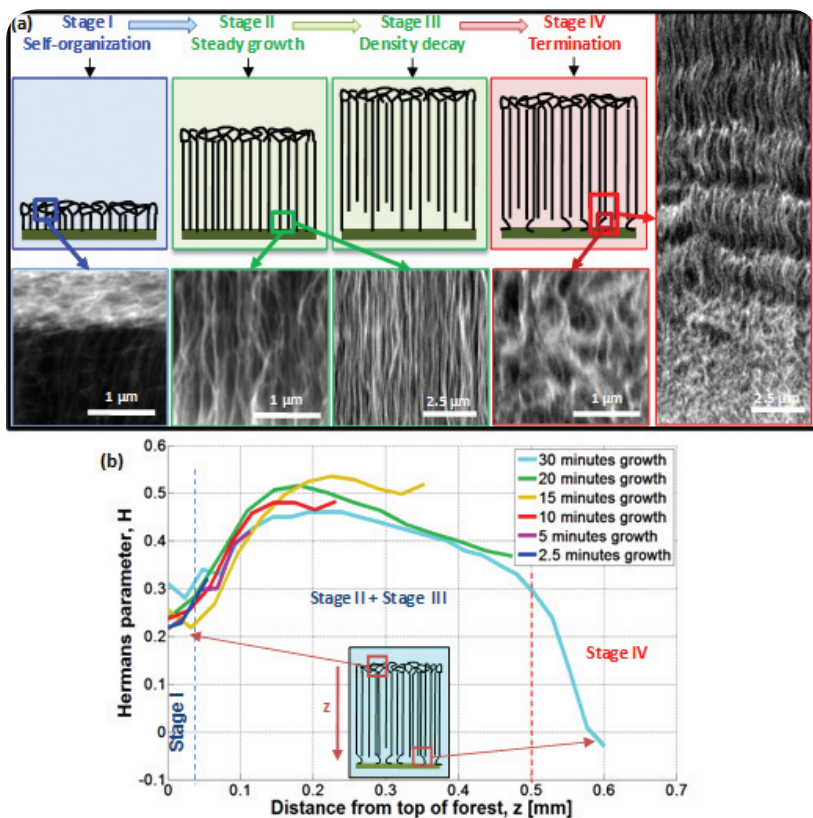 (a)
Stage I Stage II Stage III Stage IV
Self-organization Steady growth Density decay Termination
1 μm
1 μm
2.5 μm
1 μm
2.5 μm
(b)
Hermans parameter, H
0.6
0.5
0.4
0.3
0.2
0.1
0
-0.1
30 minutes growth
20 minutes growth
15 minutes growth
10 minutes growth
5 minutes growth
2.5 minutes growth
Stage II + Stage III
Stage IV
Stage I
z
0 0.1 0.2 0.3 0.4 0.5 0.6 0.7
Distance from top of forest, z [mm]